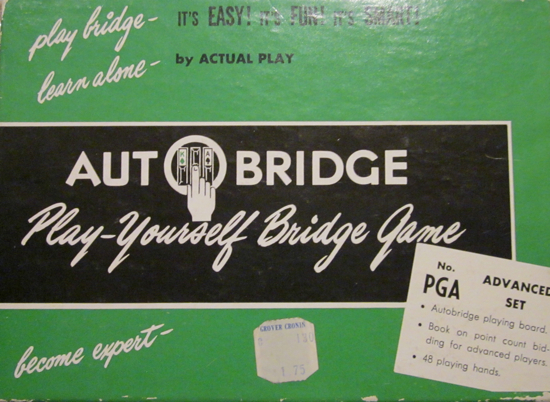 play bridge-
learn alone-
IT'S EASY! IT'S FUN! IT'S SMART!
by ACTUAL PLAY
AUTOBRIDGE
Play-Yourself Bridge Game
No.
PGA
ADVANCED
SET
• Autobridge playing board.
• Book on point count bid-
ding for advanced players.
• 48 playing hands.
become expert-
GROVER CRONIN
1.75